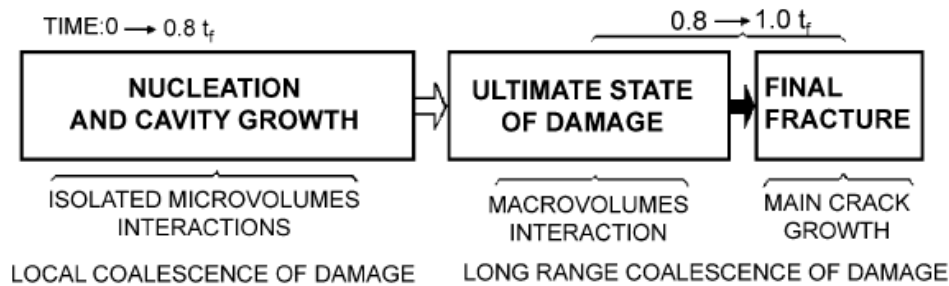 TIME:0 → 0.8 tf
0.8 → 1.0 tf
NUCLEATION
AND CAVITY GROWTH
ULTIMATE STATE
OF DAMAGE
FINAL
FRACTURE
ISOLATED MICROVOLUMES
INTERACTIONS
MACROVOLUMES
INTERACTION
MAIN CRACK
GROWTH
LOCAL COALESCENCE OF DAMAGE
LONG RANGE COALESCENCE OF DAMAGE